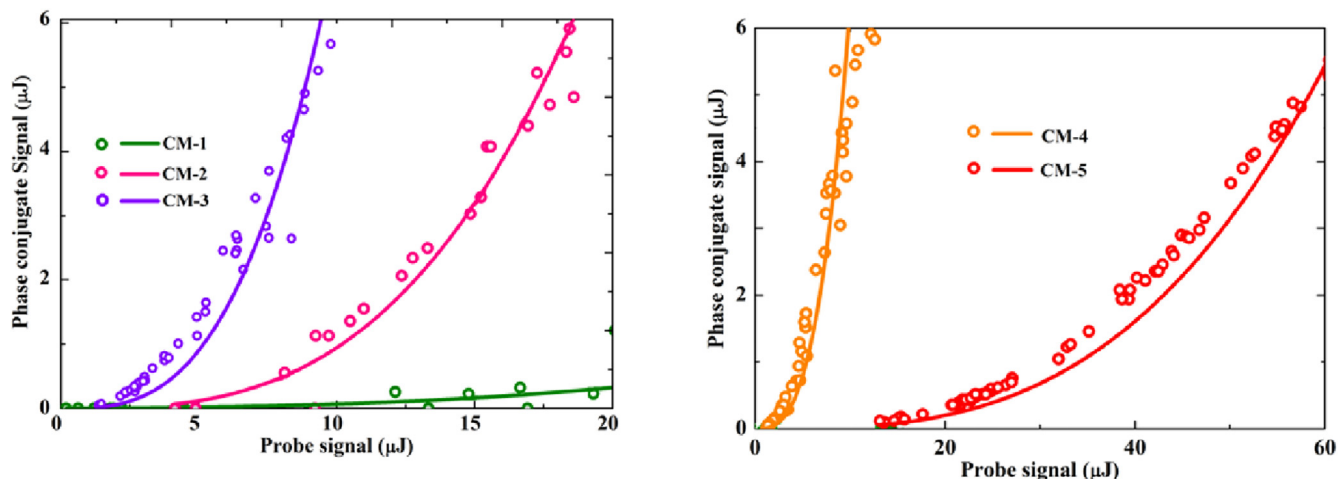 Phase conjugate Signal (µJ)
6
4
2
0
CM-1
CM-2
CM-3
0 5 10 15 20
Probe signal (µJ)
Phase conjugate signal (µJ)
6
4
2
0
CM-4
CM-5
0 20 40 60
Probe signal (µJ)